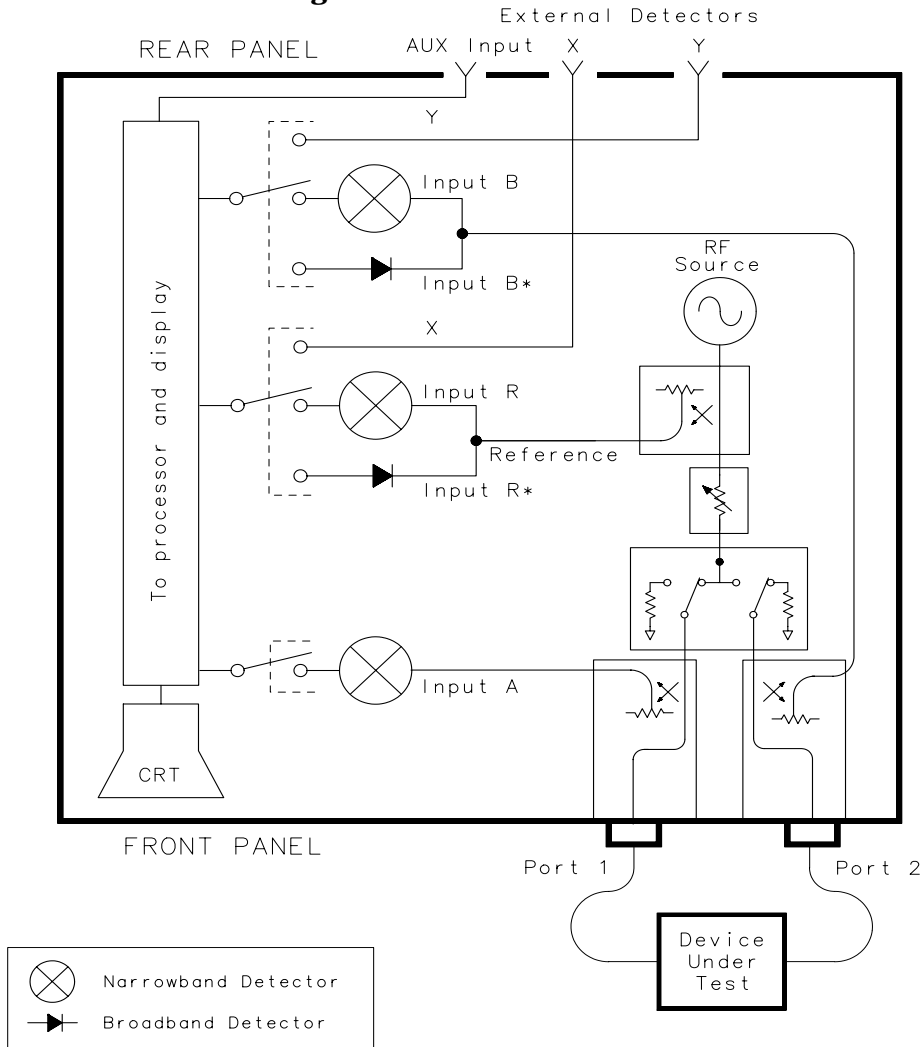 External Detectors
REAR PANEL
AUX Input
X
Y
Y
Input B
Input B*
RF
Source
X
Input R
Reference
Input R*
To processor and display
Input A
CRT
FRONT PANEL
Port 1
Port 2
Device
Under
Test
Narrowband Detector
Broadband Detector